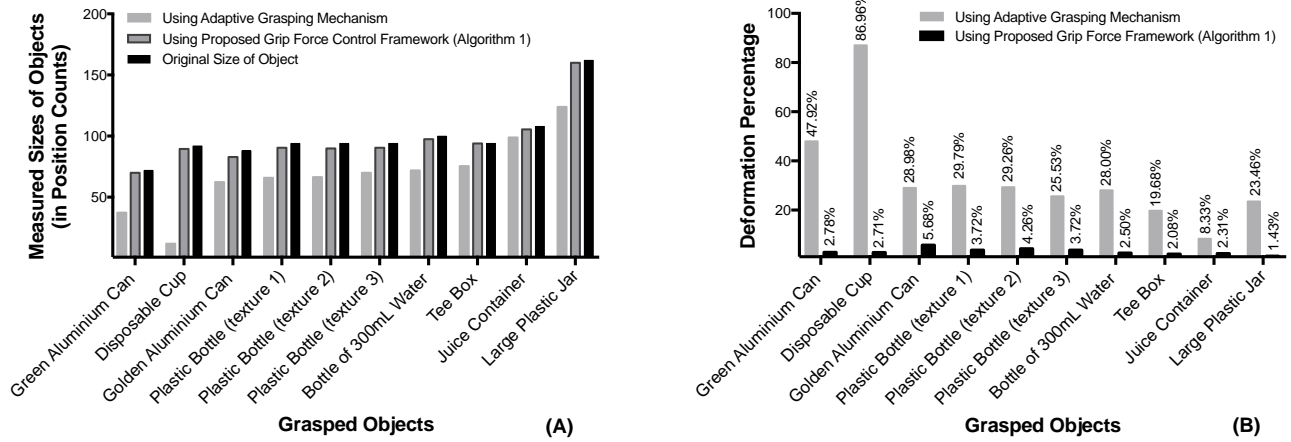 200
150
100
50
Measured Sizes of Objects
(in Position Counts)
Using Adaptive Grasping Mechanism
Using Proposed Grip Force Control Framework (Algorithm 1)
Original Size of Object
Green Aluminium Can
Disposable Cup
Golden Aluminium Can
Plastic Bottle (texture 1)
Plastic Bottle (texture 2)
Plastic Bottle (texture 3)
Bottle of 300mL Water
Tee Box
Juice Container
Large Plastic Jar
Grasped Objects
(A)
100
80
60
40
20
Deformation Percentage
Using Adaptive Grasping Mechanism
Using Proposed Grip Force Framework (Algorithm 1)
47.92%
2.78%
86.96%
2.71%
28.98%
5.68%
29.79%
3.72%
29.26%
4.26%
25.53%
3.72%
28.00%
2.50%
19.68%
2.08%
8.33%
2.31%
23.46%
1.43%
Green Aluminium Can
Disposable Cup
Golden Aluminium Can
Plastic Bottle (texture 1)
Plastic Bottle (texture 2)
Plastic Bottle (texture 3)
Bottle of 300mL Water
Tee Box
Juice Container
Large Plastic Jar
Grasped Objects
(B)